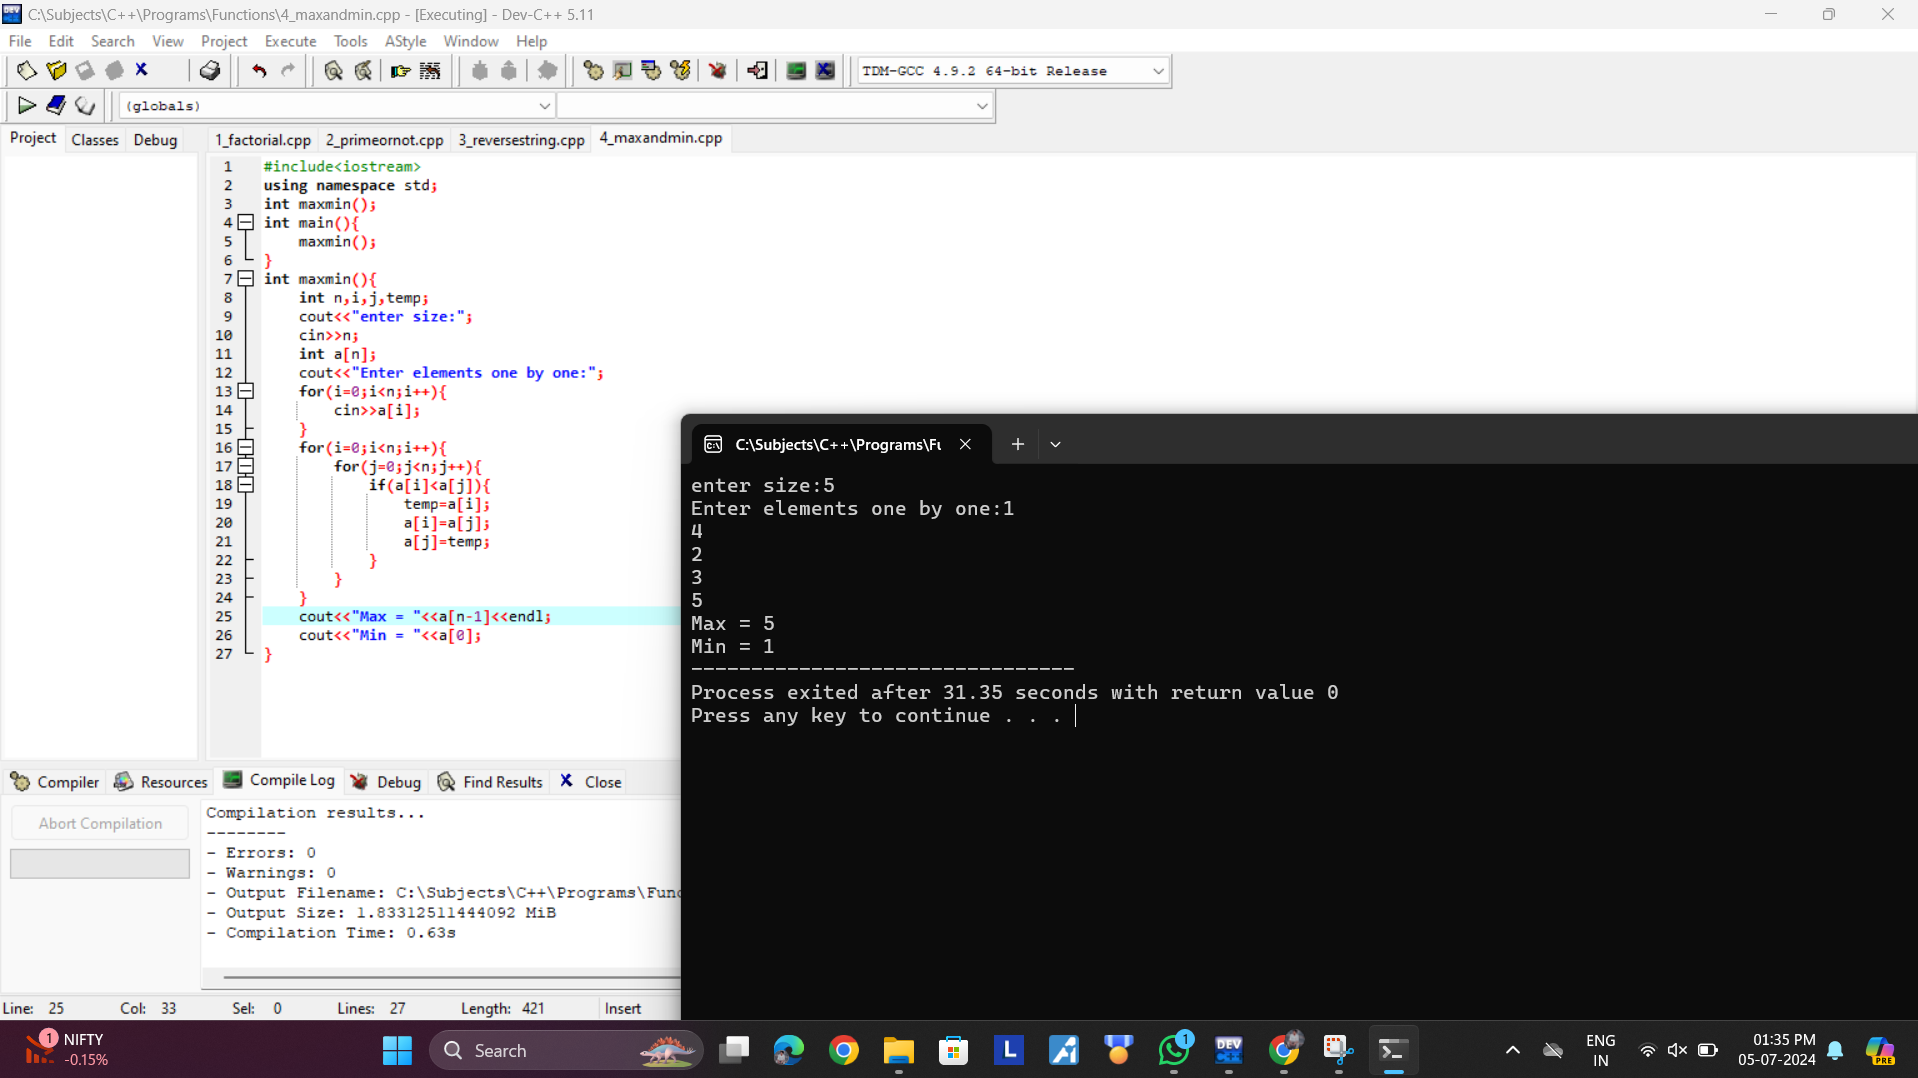 C:\Subjects\C++\Programs\Functions\4_maxandmin.cpp - [Executing] - Dev-C++ 5.11
File Edit Search View Project Execute Tools AStyle Window Help
TDM-GCC 4.9.2 64-bit Release
(globals)
Project Classes Debug
1_factorial.cpp 2_primeornot.cpp 3_reversestring.cpp 4_maxandmin.cpp
1 #include<iostream>
2 using namespace std;
3 int maxmin();
4 int main(){
5 maxmin();
6 }
7 int maxmin(){
8 int n,i,j,temp;
9 cout<<"enter size:";
10 cin>>n;
11 int a[n];
12 cout<<"Enter elements one by one:";
13 for(i=0;i<n;i++){
14 cin>>a[i];
15 }
16 for(i=0;i<n;i++){
17 for(j=0;j<n;j++){
18 if(a[i]<a[j]){
19 temp=a[i];
20 a[i]=a[j];
21 a[j]=temp;
22 }
23 }
24 }
25 cout<<"Max = "<<a[n-1]<<endl;
26 cout<<"Min = "<<a[0];
27 }
C:\Subjects\C++\Programs\Fu
enter size:5
Enter elements one by one:1
4
2
3
5
Max = 5
Min = 1
--------------------------------
Process exited after 31.35 seconds with return value 0
Press any key to continue . . .
Compiler Resources Compile Log Debug Find Results Close
Abort Compilation
Compilation results...
--------
- Errors: 0
- Warnings: 0
- Output Filename: C:\Subjects\C++\Programs\Func
- Output Size: 1.83312511444092 MiB
- Compilation Time: 0.63s
Line: 25 Col: 33 Sel: 0 Lines: 27 Length: 421 Insert
1 NIFTY
-0.15%
Search
L
1
DEV
ENG
IN
01:35 PM
05-07-2024
PRE